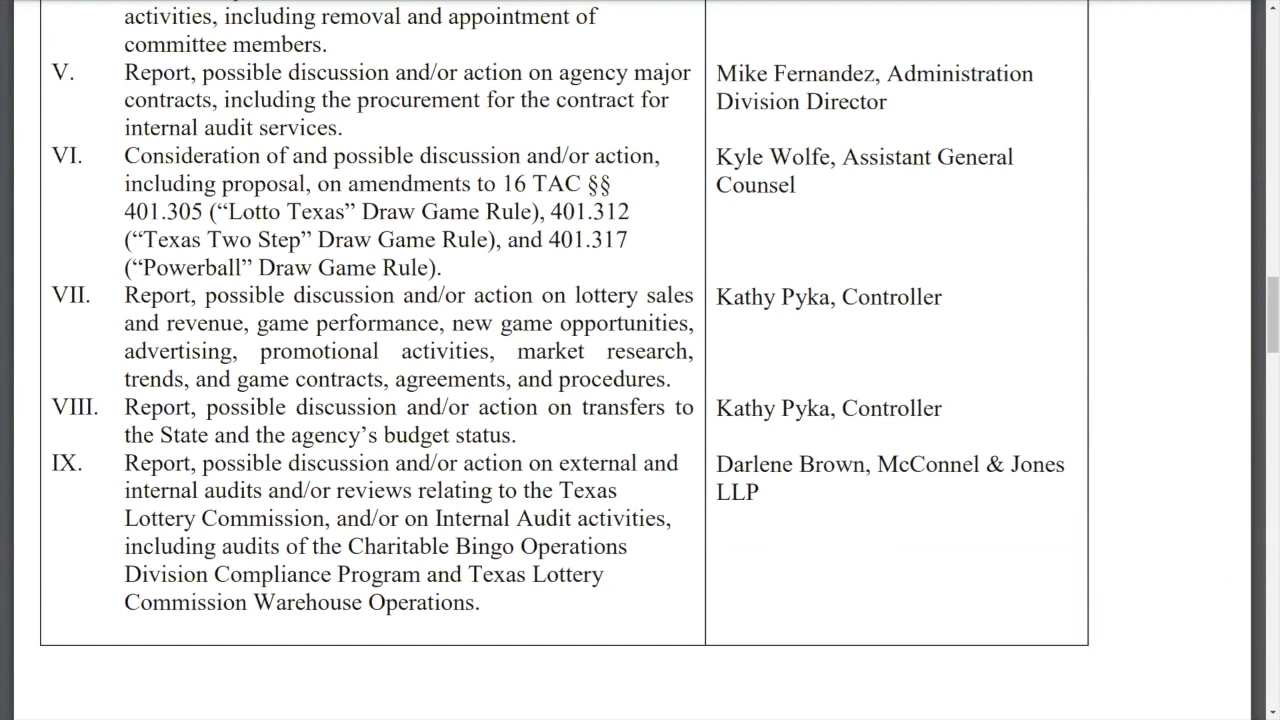 activities, including removal and appointment of
committee members.
V. Report, possible discussion and/or action on agency major
contracts, including the procurement for the contract for
internal audit services.
Mike Fernandez, Administration
Division Director
VI. Consideration of and possible discussion and/or action,
including proposal, on amendments to 16 TAC §§
401.305 (“Lotto Texas” Draw Game Rule), 401.312
(“Texas Two Step” Draw Game Rule), and 401.317
(“Powerball” Draw Game Rule).
Kyle Wolfe, Assistant General
Counsel
VII. Report, possible discussion and/or action on lottery sales
and revenue, game performance, new game opportunities,
advertising, promotional activities, market research,
trends, and game contracts, agreements, and procedures.
Kathy Pyka, Controller
VIII. Report, possible discussion and/or action on transfers to
the State and the agency’s budget status.
Kathy Pyka, Controller
IX. Report, possible discussion and/or action on external and
internal audits and/or reviews relating to the Texas
Lottery Commission, and/or on Internal Audit activities,
including audits of the Charitable Bingo Operations
Division Compliance Program and Texas Lottery
Commission Warehouse Operations.
Darlene Brown, McConnel & Jones
LLP